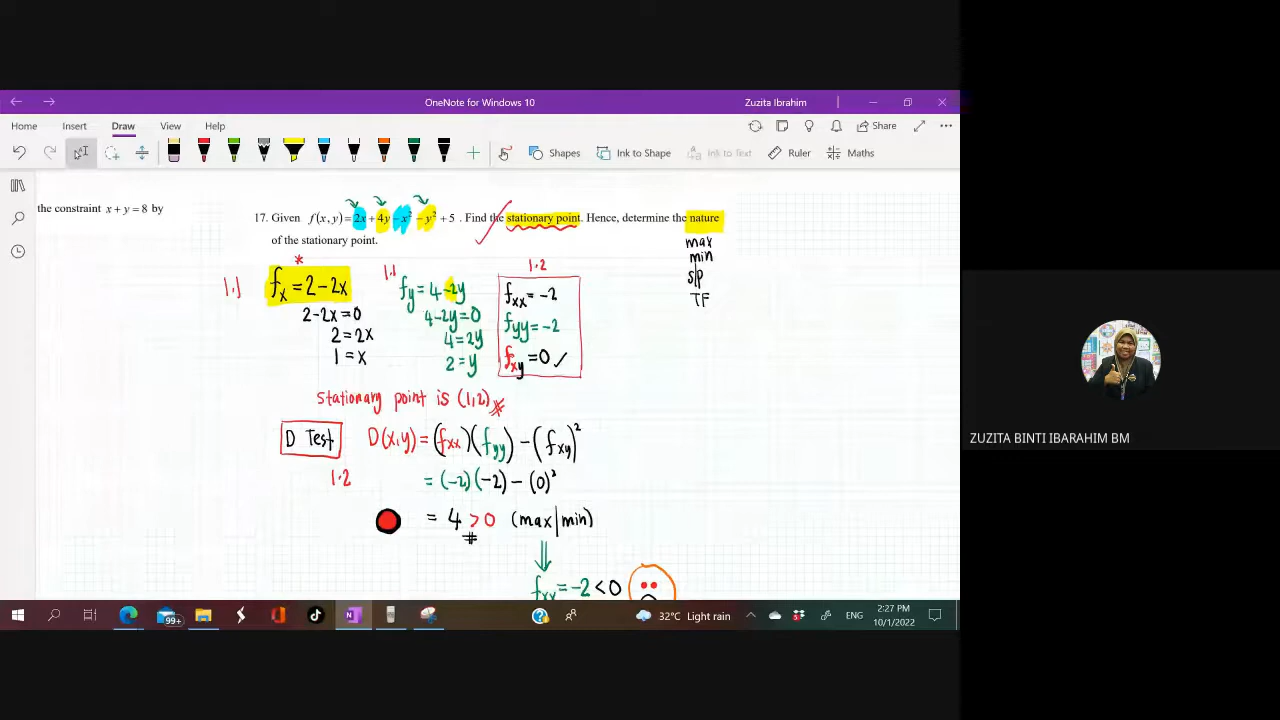 OneNote for Windows 10
Zuzita Ibrahim
Home Insert Draw View Help
Share
Shapes Ink to Shape Ink to Text Ruler Maths
the constraint x + y = 8 by
17. Given f(x, y) = 2x + 4y − x² − y² + 5 . Find the stationary point. Hence, determine the nature
of the stationary point.
max
min
s|p
TF
*
1.1 fx = 2 − 2x
2 − 2x = 0
2 = 2x
1 = x
1.1
fy = 4 − 2y
4 − 2y = 0
4 = 2y
2 = y
1.2
fxx = −2
fyy = −2
fxy = 0 ✓
Stationary point is (1,2)
D Test D(x,y) = (fxx)(fyy) − (fxy)²
1.2 = (−2)(−2) − (0)²
= 4 > 0 (max|min)
⇓
fxx = −2 < 0
ZUZITA BINTI IBARAHIM BM
99+
32°C Light rain
ENG
2:27 PM
10/1/2022